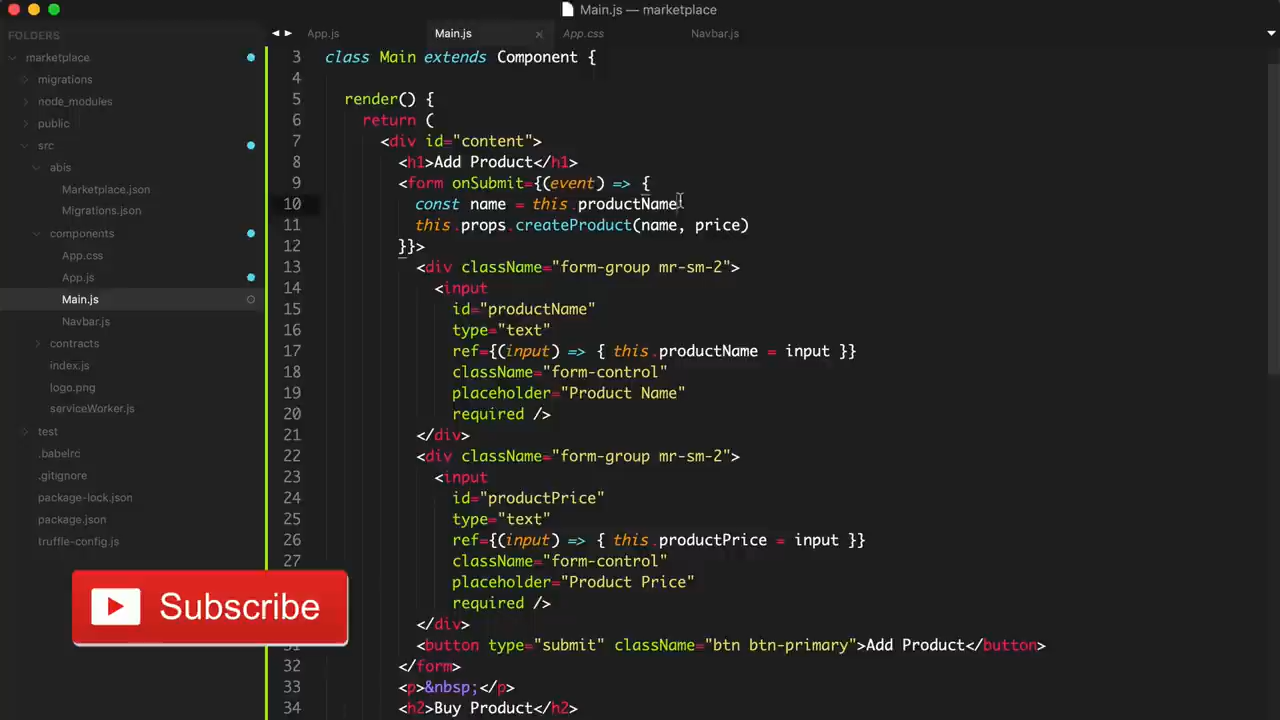 Main.js — marketplace
FOLDERS
marketplace
migrations
node_modules
public
src
abis
Marketplace.json
Migrations.json
components
App.css
App.js
Main.js
Navbar.js
contracts
index.js
logo.png
serviceWorker.js
test
.babelrc
.gitignore
package-lock.json
package.json
truffle-config.js
App.js
Main.js
App.css
Navbar.js
3 class Main extends Component {
4
5 render() {
6 return (
7 <div id="content">
8 <h1>Add Product</h1>
9 <form onSubmit={(event) => {
10 const name = this.productName
11 this.props.createProduct(name, price)
12 }}>
13 <div className="form-group mr-sm-2">
14 <input
15 id="productName"
16 type="text"
17 ref={(input) => { this.productName = input }}
18 className="form-control"
19 placeholder="Product Name"
20 required />
21 </div>
22 <div className="form-group mr-sm-2">
23 <input
24 id="productPrice"
25 type="text"
26 ref={(input) => { this.productPrice = input }}
27 className="form-control"
placeholder="Product Price"
required />
</div>
31 <button type="submit" className="btn btn-primary">Add Product</button>
32 </form>
33 <p>&nbsp;</p>
34 <h2>Buy Product</h2>
Subscribe